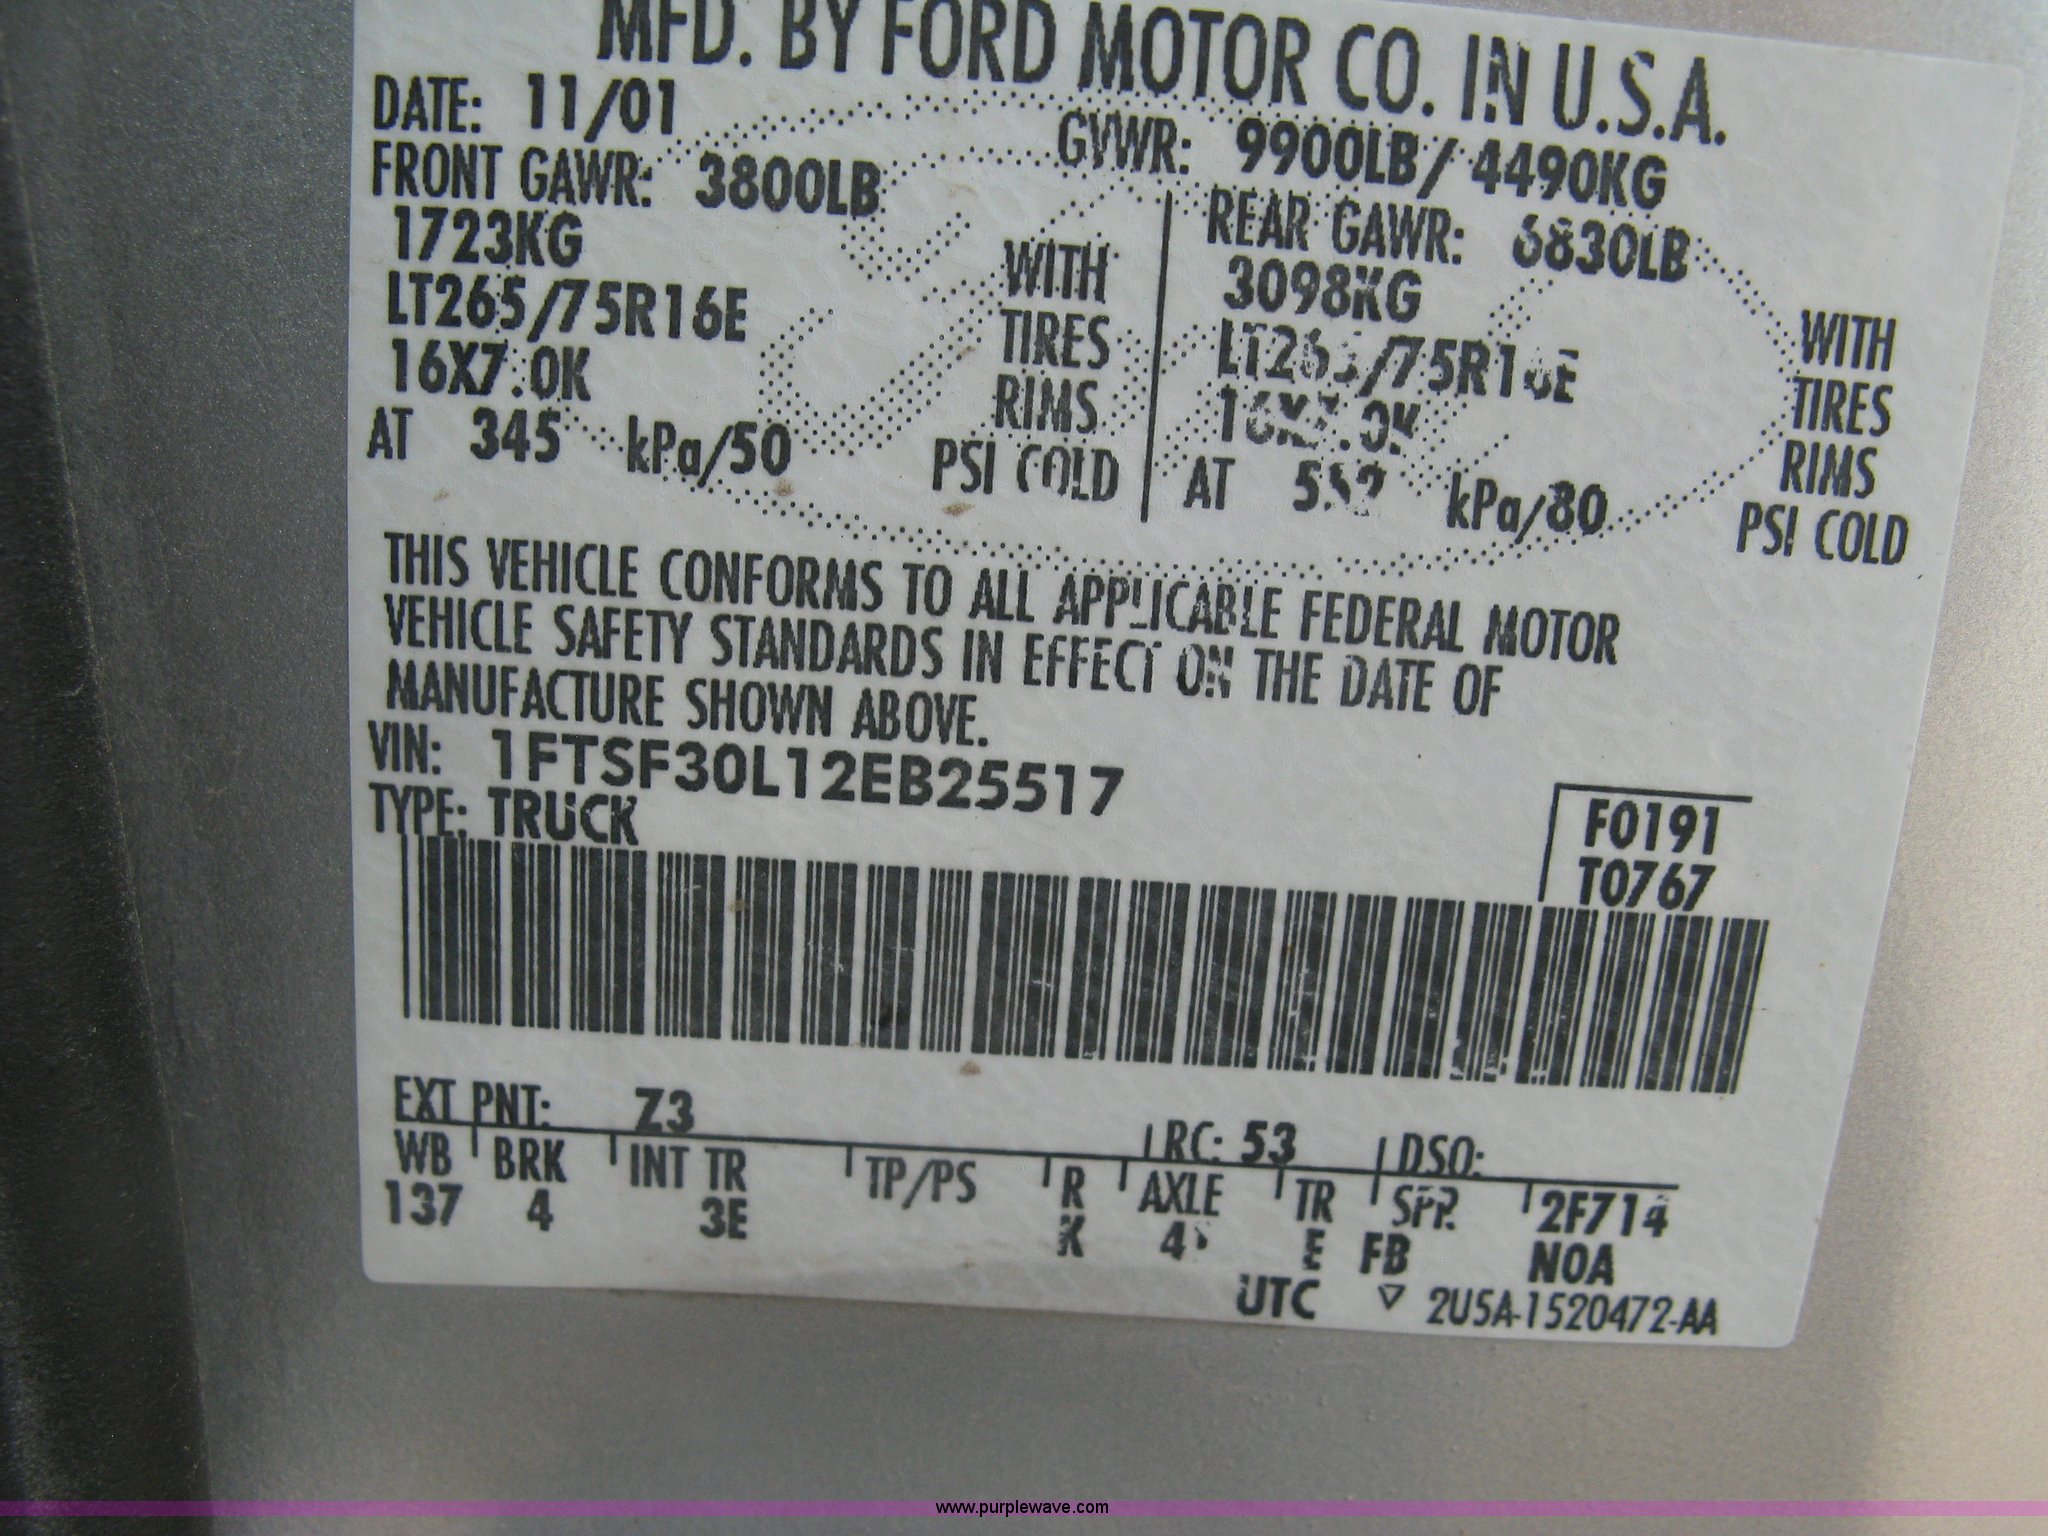 MFD. BY FORD MOTOR CO. IN U.S.A.
DATE: 11/01 GVWR: 9900LB/4490KG
FRONT GAWR: 3800LB REAR GAWR: 6830LB
1723KG WITH 3098KG WITH
LT265/75R16E TIRES LT265/75R16E TIRES
16X7.0K RIMS 16X7.0K RIMS
AT 345 kPa/50 PSI COLD AT 552 kPa/80 PSI COLD
THIS VEHICLE CONFORMS TO ALL APPLICABLE FEDERAL MOTOR
VEHICLE SAFETY STANDARDS IN EFFECT ON THE DATE OF
MANUFACTURE SHOWN ABOVE.
VIN: 1FTSF30L12EB25517
TYPE: TRUCK
F0191
T0767
EXT PNT: Z3 RC: 53 DSO:
WB BRK INT TR TP/PS R AXLE TR SPR 2F714
137 4 3E K E FB NOA
UTC ▽ 2U5A-1520472-AA
www.purplewave.com